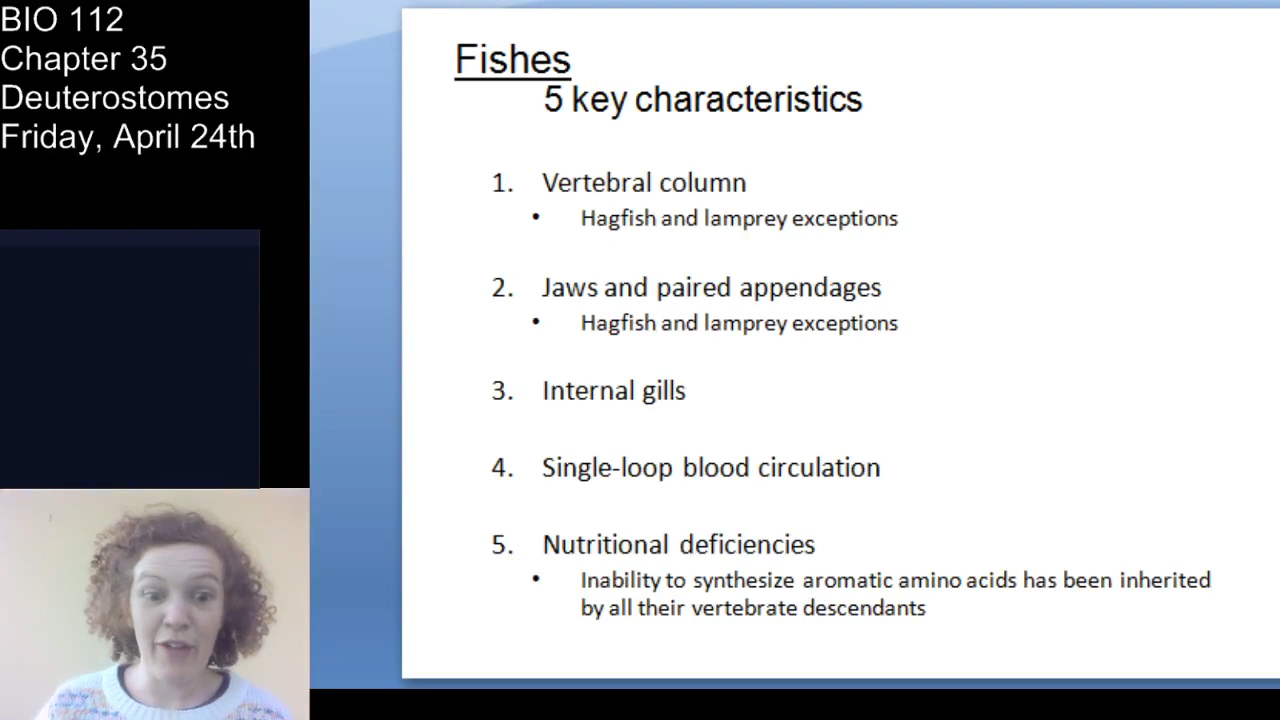 BIO 112
Chapter 35
Deuterostomes
Friday, April 24th
Fishes
5 key characteristics
1. Vertebral column
• Hagfish and lamprey exceptions
2. Jaws and paired appendages
• Hagfish and lamprey exceptions
3. Internal gills
4. Single-loop blood circulation
5. Nutritional deficiencies
• Inability to synthesize aromatic amino acids has been inherited
by all their vertebrate descendants